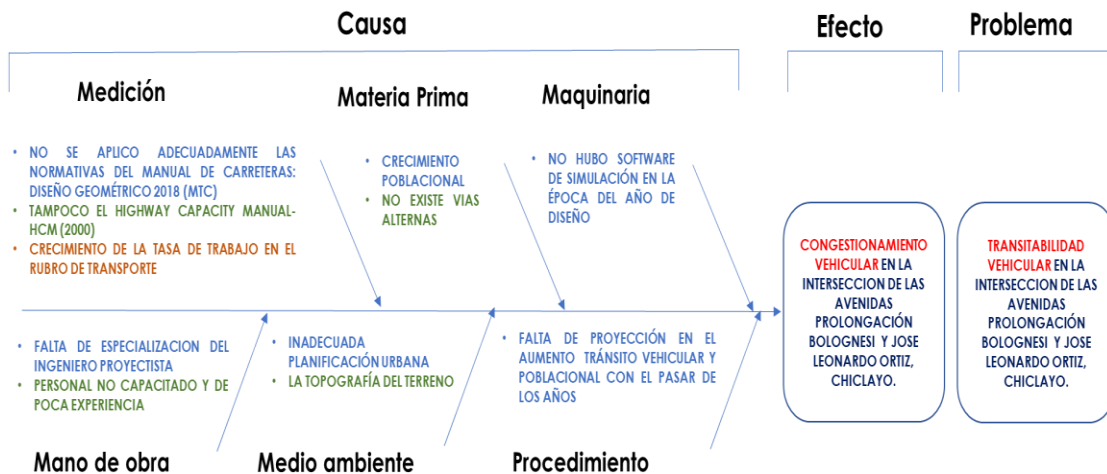 Causa
Efecto
Problema
Medición
Materia Prima
Maquinaria
• NO SE APLICO ADECUADAMENTE LAS
NORMATIVAS DEL MANUAL DE CARRETERAS:
DISEÑO GEOMÉTRICO 2018 (MTC)
• TAMPOCO EL HIGHWAY CAPACITY MANUAL-
HCM (2000)
• CRECIMIENTO DE LA TASA DE TRABAJO EN EL
RUBRO DE TRANSPORTE
• CRECIMIENTO
POBLACIONAL
• NO EXISTE VIAS
ALTERNAS
• NO HUBO SOFTWARE
DE SIMULACIÓN EN LA
ÉPOCA DEL AÑO DE
DISEÑO
CONGESTIONAMIENTO
VEHICULAR EN LA
INTERSECCION DE LAS
AVENIDAS
PROLONGACIÓN
BOLOGNESI Y JOSE
LEONARDO ORTIZ,
CHICLAYO.
TRANSITABILIDAD
VEHICULAR EN LA
INTERSECCION DE LAS
AVENIDAS
PROLONGACIÓN
BOLOGNESI Y JOSE
LEONARDO ORTIZ,
CHICLAYO.
• FALTA DE ESPECIALIZACION DEL
INGENIERO PROYECTISTA
• PERSONAL NO CAPACITADO Y DE
POCA EXPERIENCIA
• INADECUADA
PLANIFICACIÓN URBANA
• LA TOPOGRAFÍA DEL TERRENO
• FALTA DE PROYECCIÓN EN EL
AUMENTO TRÁNSITO VEHICULAR Y
POBLACIONAL CON EL PASAR DE
LOS AÑOS
Mano de obra
Medio ambiente
Procedimiento